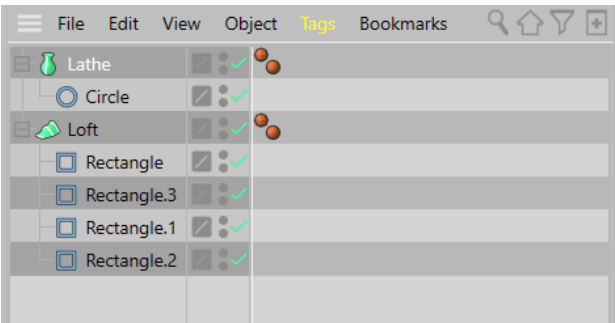 File Edit View Object Tags Bookmarks
Lathe
Circle
Loft
Rectangle
Rectangle.3
Rectangle.1
Rectangle.2